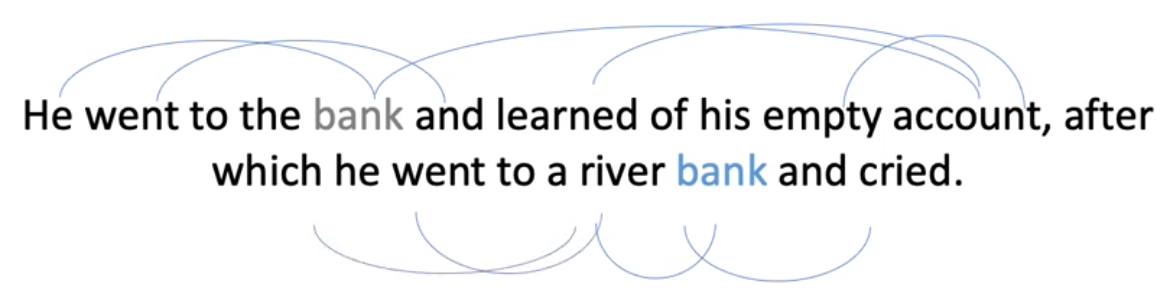 He went to the bank and learned of his empty account, after
which he went to a river bank and cried.